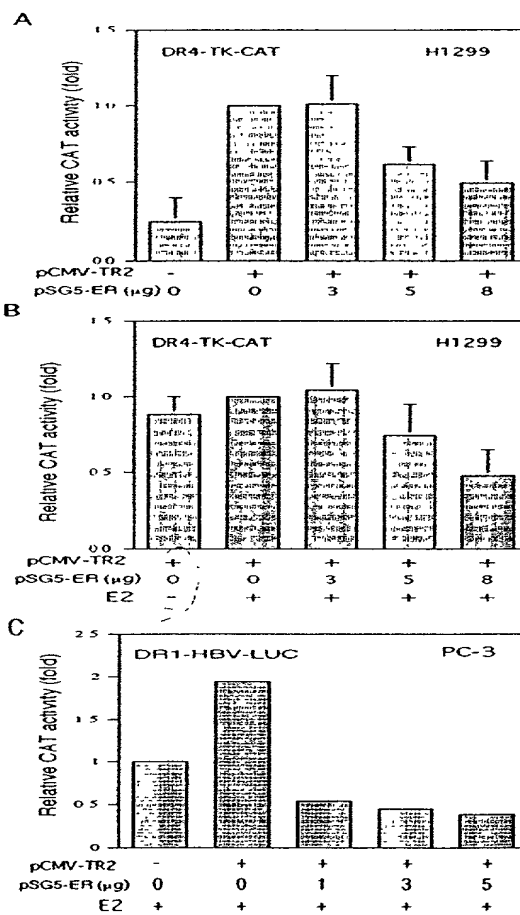 A
Relative CAT activity (fold)
1.5
1.0
0.5
0.0
DR4-TK-CAT H1299
pCMV-TR2 - + + + +
pSG5-ER (μg) 0 0 3 5 8
B
Relative CAT activity (fold)
1.5
1.0
0.5
0.0
DR4-TK-CAT H1299
pCMV-TR2 + + + + +
pSG5-ER (μg) 0 0 3 5 8
E2 - + + + +
C
Relative CAT activity (fold)
2.5
2
1.5
1
0.5
0
DR1-HBV-LUC PC-3
pCMV-TR2 - + + + +
pSG5-ER (μg) 0 0 1 3 5
E2 + + + + +